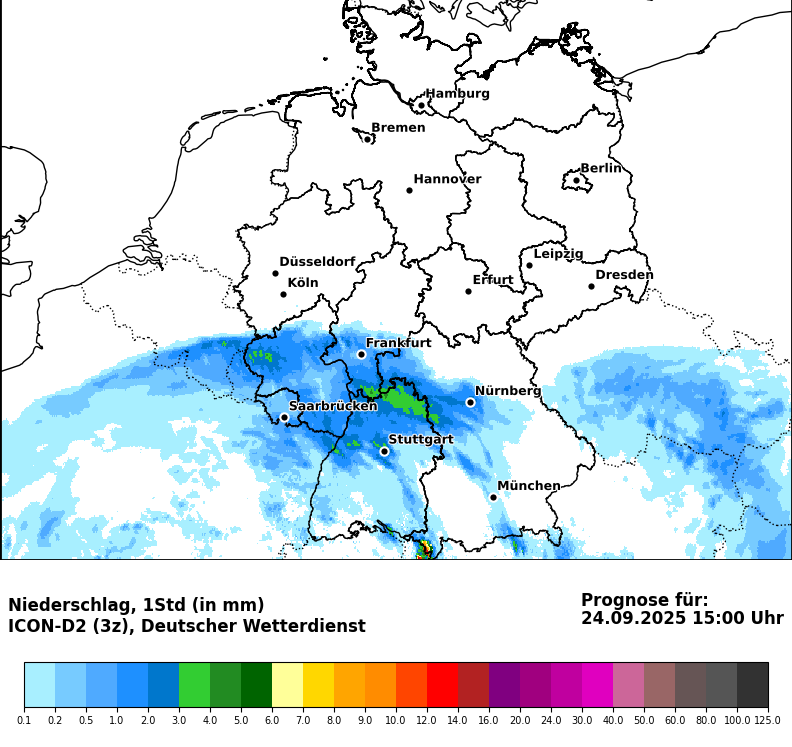 Hamburg
Bremen
Berlin
Hannover
Leipzig
Düsseldorf
Dresden
Köln
Erfurt
Frankfurt
Nürnberg
Saarbrücken
Stuttgart
München
Niederschlag, 1Std (in mm)
ICON-D2 (3z), Deutscher Wetterdienst
Prognose für:
24.09.2025 15:00 Uhr
0.1 0.2 0.5 1.0 2.0 3.0 4.0 5.0 6.0 7.0 8.0 9.0 10.0 12.0 14.0 16.0 20.0 24.0 30.0 40.0 50.0 60.0 80.0 100.0 125.0